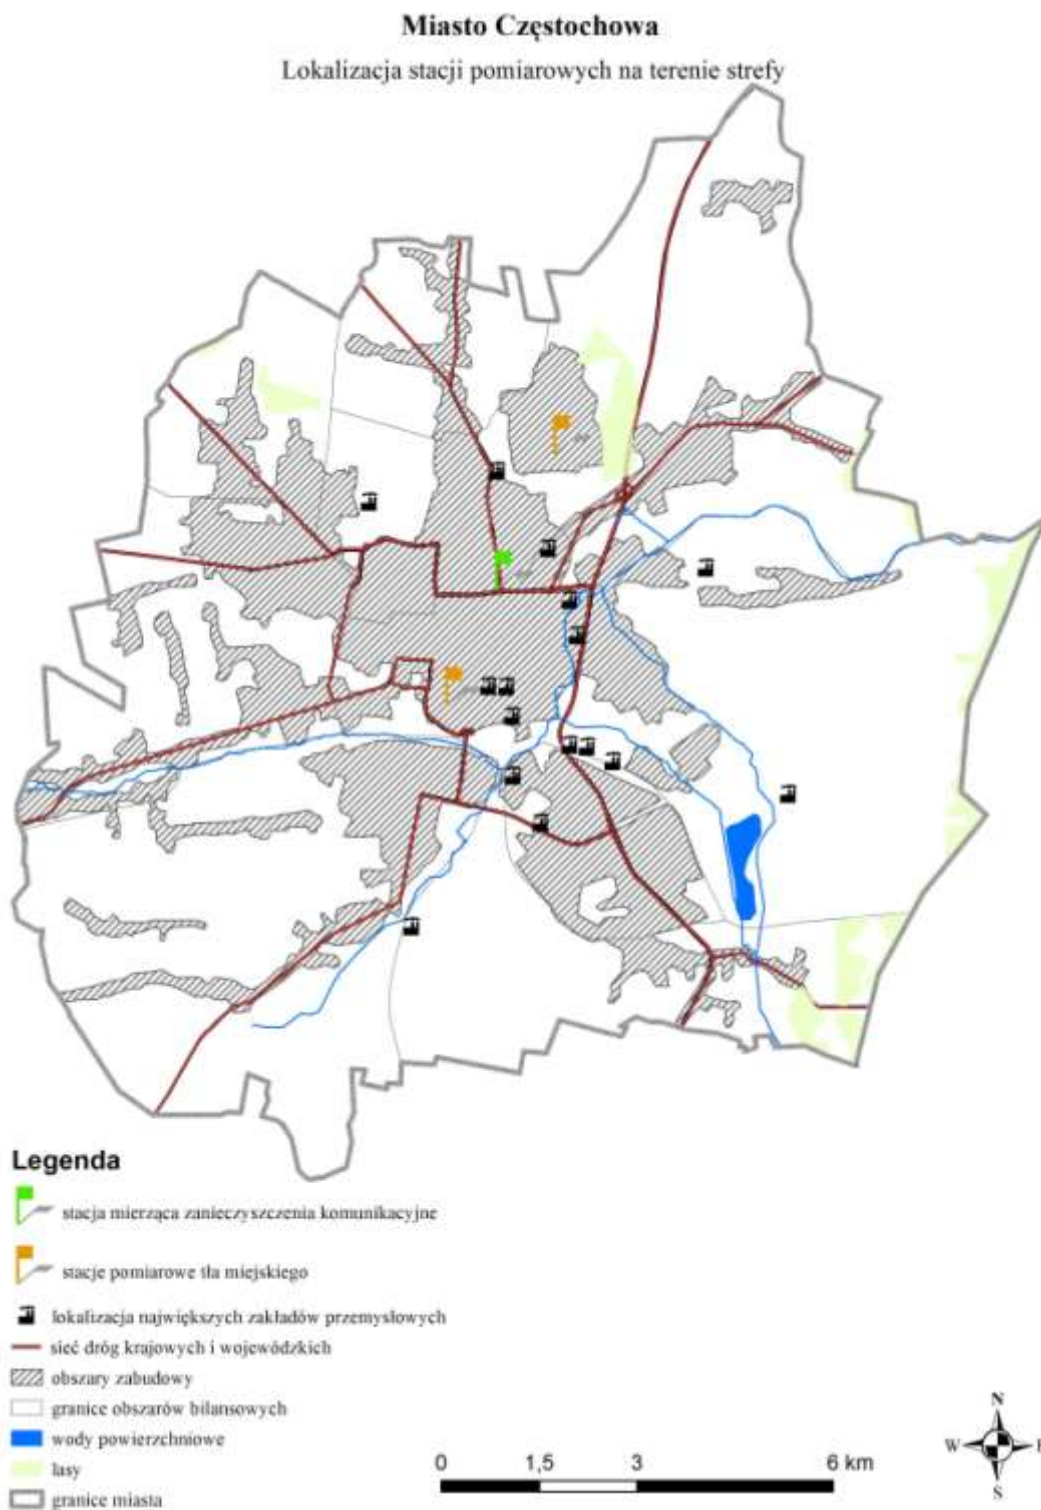 Miasto Częstochowa
Lokalizacja stacji pomiarowych na terenie strefy
Legenda
stacja mierząca zanieczyszczenia komunikacyjne
stacje pomiarowe tła miejskiego
lokalizacja największych zakładów przemysłowych
sieć dróg krajowych i wojewódzkich
obszary zabudowy
granice obszarów bilansowych
wody powierzchniowe
lasy
granice miasta
0 1,5 3 6 km
N
W E
S